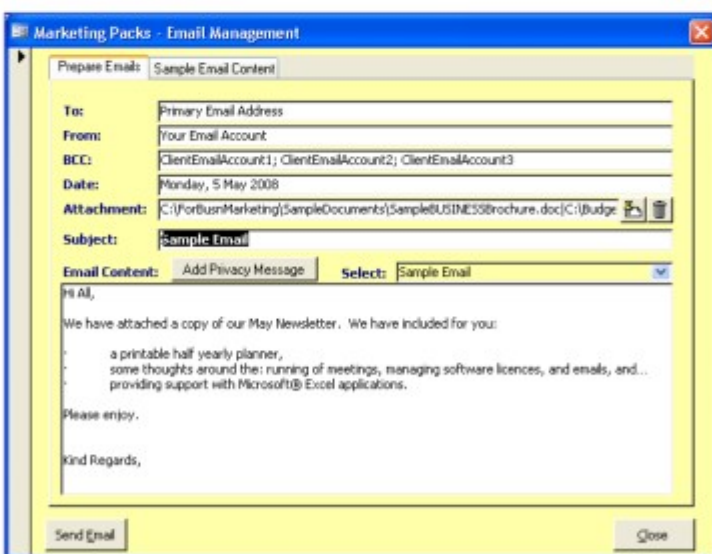 Marketing Packs - Email Management
Prepare Emails Sample Email Content
To: Primary Email Address
From: Your Email Account
BCC: ClientEmailAccount1; ClientEmailAccount2; ClientEmailAccount3
Date: Monday, 5 May 2008
Attachment: C:\ForBusnMarketing\SampleDocuments\SampleBUSINESSBrochure.doc|C:\Budge
Subject: Sample Email
Email Content: Add Privacy Message Select: Sample Email
Hi All,
We have attached a copy of our May Newsletter. We have included for you:
· a printable half yearly planner,
· some thoughts around the: running of meetings, managing software licences, and emails, and...
· providing support with Microsoft® Excel applications.
Please enjoy.
Kind Regards,
Send Email Close